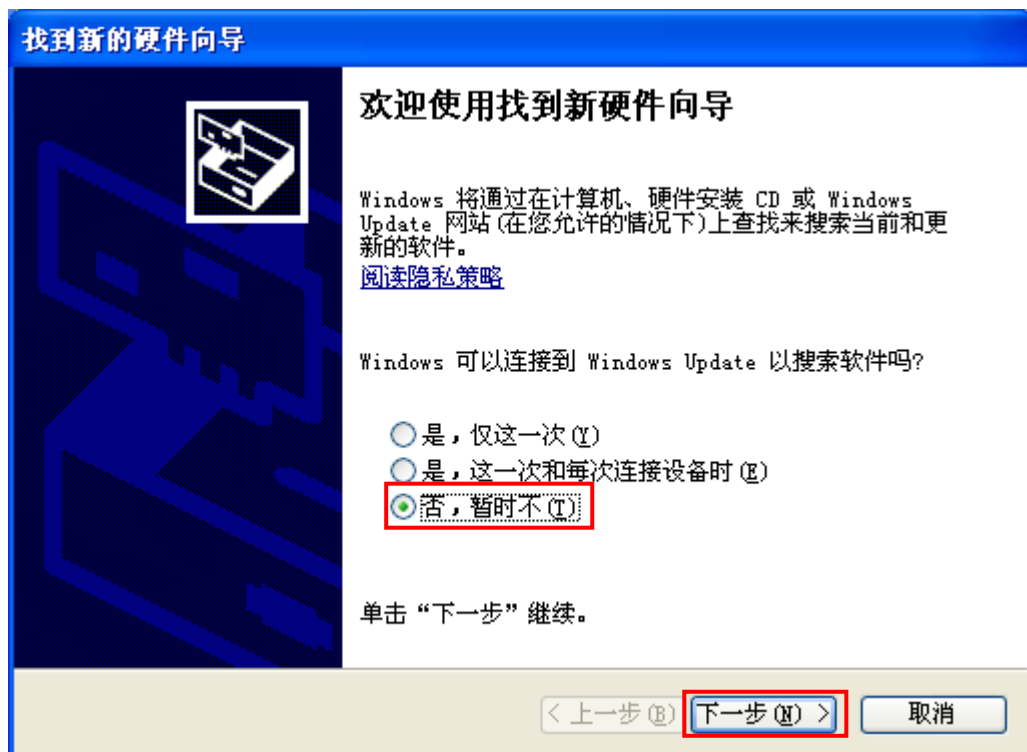 找到新的硬件向导
欢迎使用找到新硬件向导
Windows 将通过在计算机、硬件安装 CD 或 Windows
Update 网站(在您允许的情况下)上查找来搜索当前和更
新的软件。
阅读隐私策略
Windows 可以连接到 Windows Update 以搜索软件吗?
是，仅这一次(Y)
是，这一次和每次连接设备时(E)
否，暂时不(T)
单击“下一步”继续。
< 上一步(B) 下一步(N) > 取消